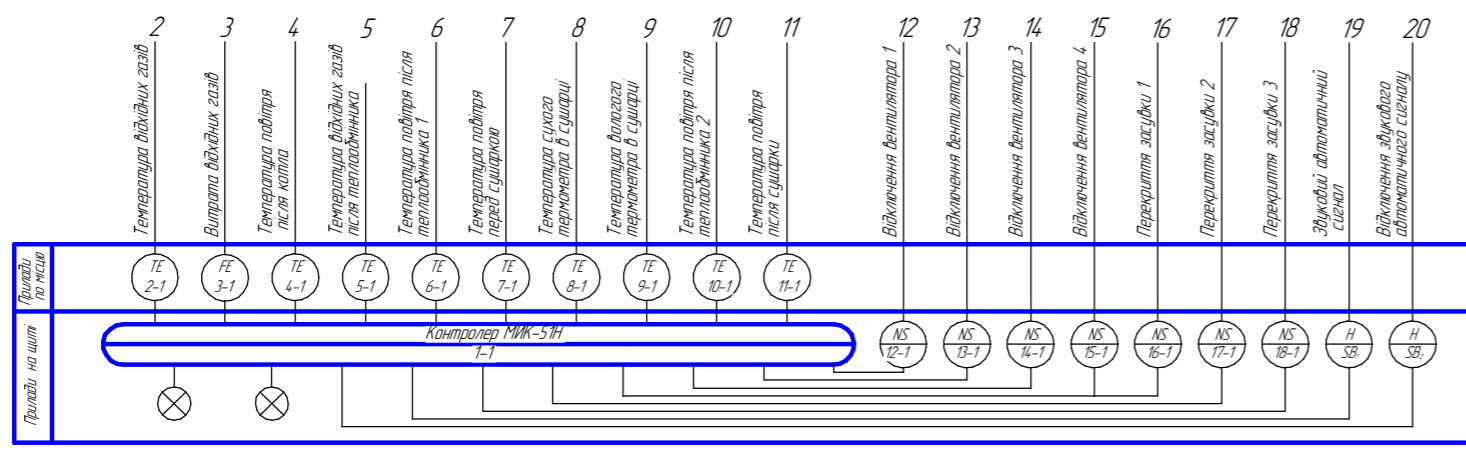 2 3 4 5 6 7 8 9 10 11 12 13 14 15 16 17 18 19 20
Температура відхідних газів
Витрата відхідних газів
Температура повітря
після котла
Температура відхідних газів
після теплообмінника
Температура повітря після
теплообмінника 1
Температура повітря
перед сушаркою
Температура сухого
термометра в сушарці
Температура вологого
термометра в сушарці
Температура повітря після
теплообмінника 2
Температура повітря
після сушарки
Відключення вентилятора 1
Відключення вентилятора 2
Відключення вентилятора 3
Відключення вентилятора 4
Перекриття засувки 1
Перекриття засувки 2
Перекриття засувки 3
Звуковий автоматичний
сигнал
Відключення звукового
автоматичного сигналу
Прилади
по місцю
TE
2-1
FE
3-1
TE
4-1
TE
5-1
TE
6-1
TE
7-1
TE
8-1
TE
9-1
TE
10-1
TE
11-1
Прилади на щиті
Контролер МИК-51Н
1-1
NS
12-1
NS
13-1
NS
14-1
NS
15-1
NS
16-1
NS
17-1
NS
18-1
H
SB₁
H
SB₂